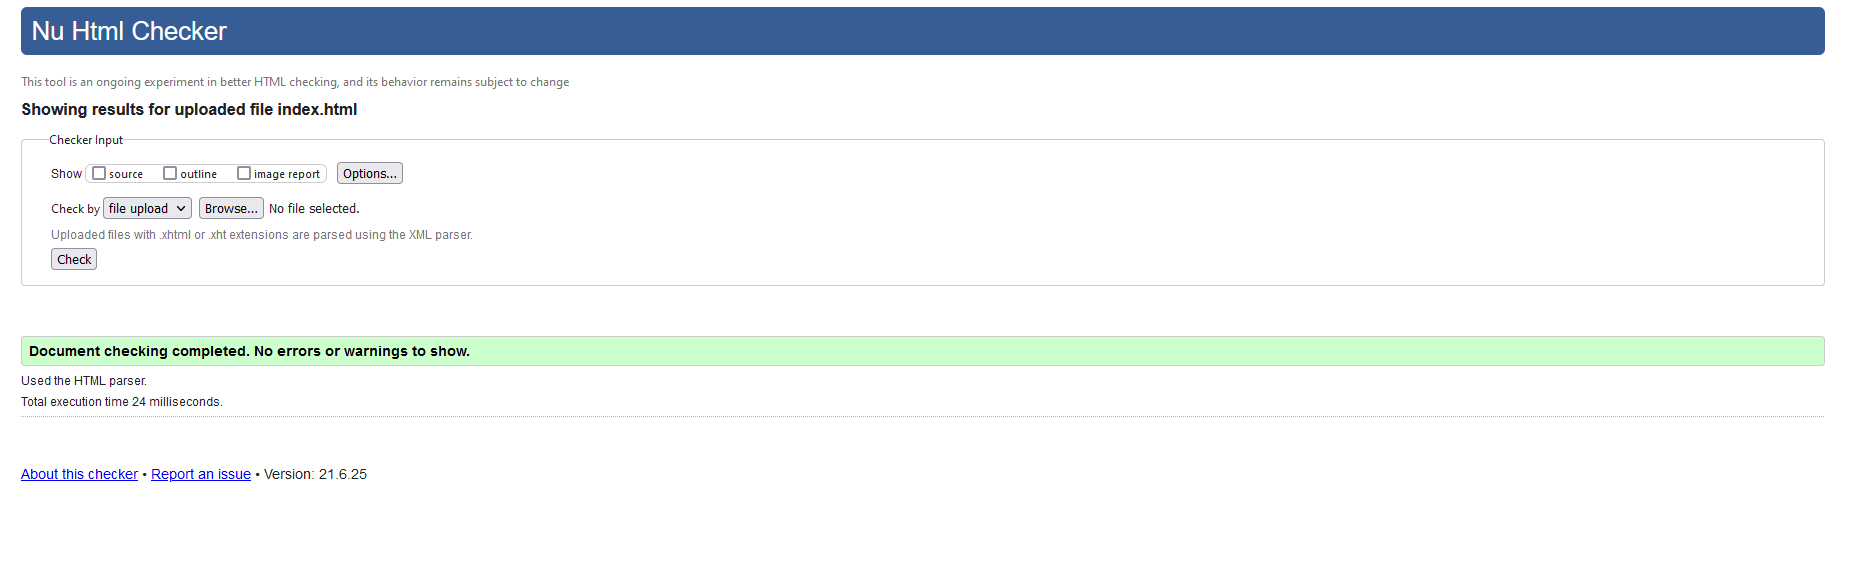 Nu Html Checker
This tool is an ongoing experiment in better HTML checking, and its behavior remains subject to change
Showing results for uploaded file index.html
Checker Input
Show source outline image report Options...
Check by file upload Browse... No file selected.
Uploaded files with .xhtml or .xht extensions are parsed using the XML parser.
Check
Document checking completed. No errors or warnings to show.
Used the HTML parser.
Total execution time 24 milliseconds.
About this checker • Report an issue • Version: 21.6.25